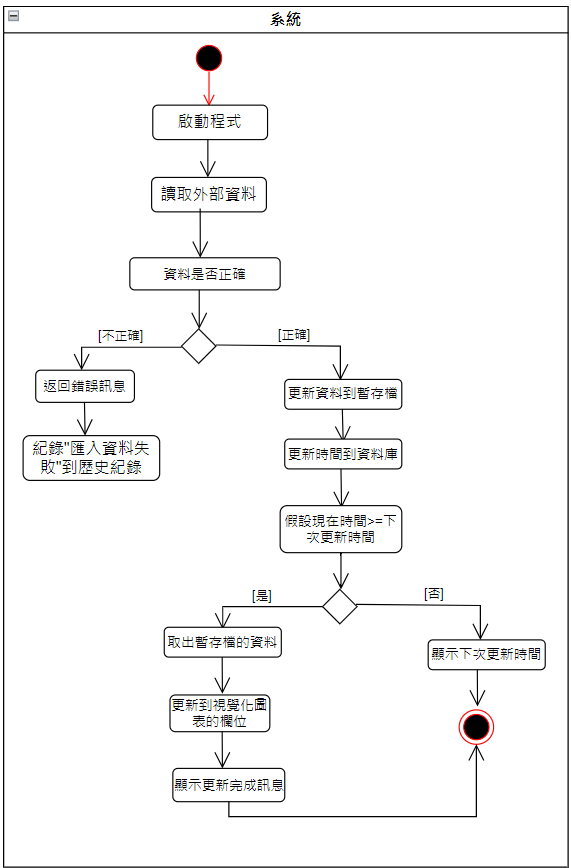 系統
啟動程式
讀取外部資料
資料是否正確
[不正確]
[正確]
返回錯誤訊息
更新資料到暫存檔
紀錄"匯入資料失
敗"到歷史紀錄
更新時間到資料庫
假設現在時間>=下
次更新時間
[是]
[否]
取出暫存檔的資料
顯示下次更新時間
更新到視覺化圖
表的欄位
顯示更新完成訊息